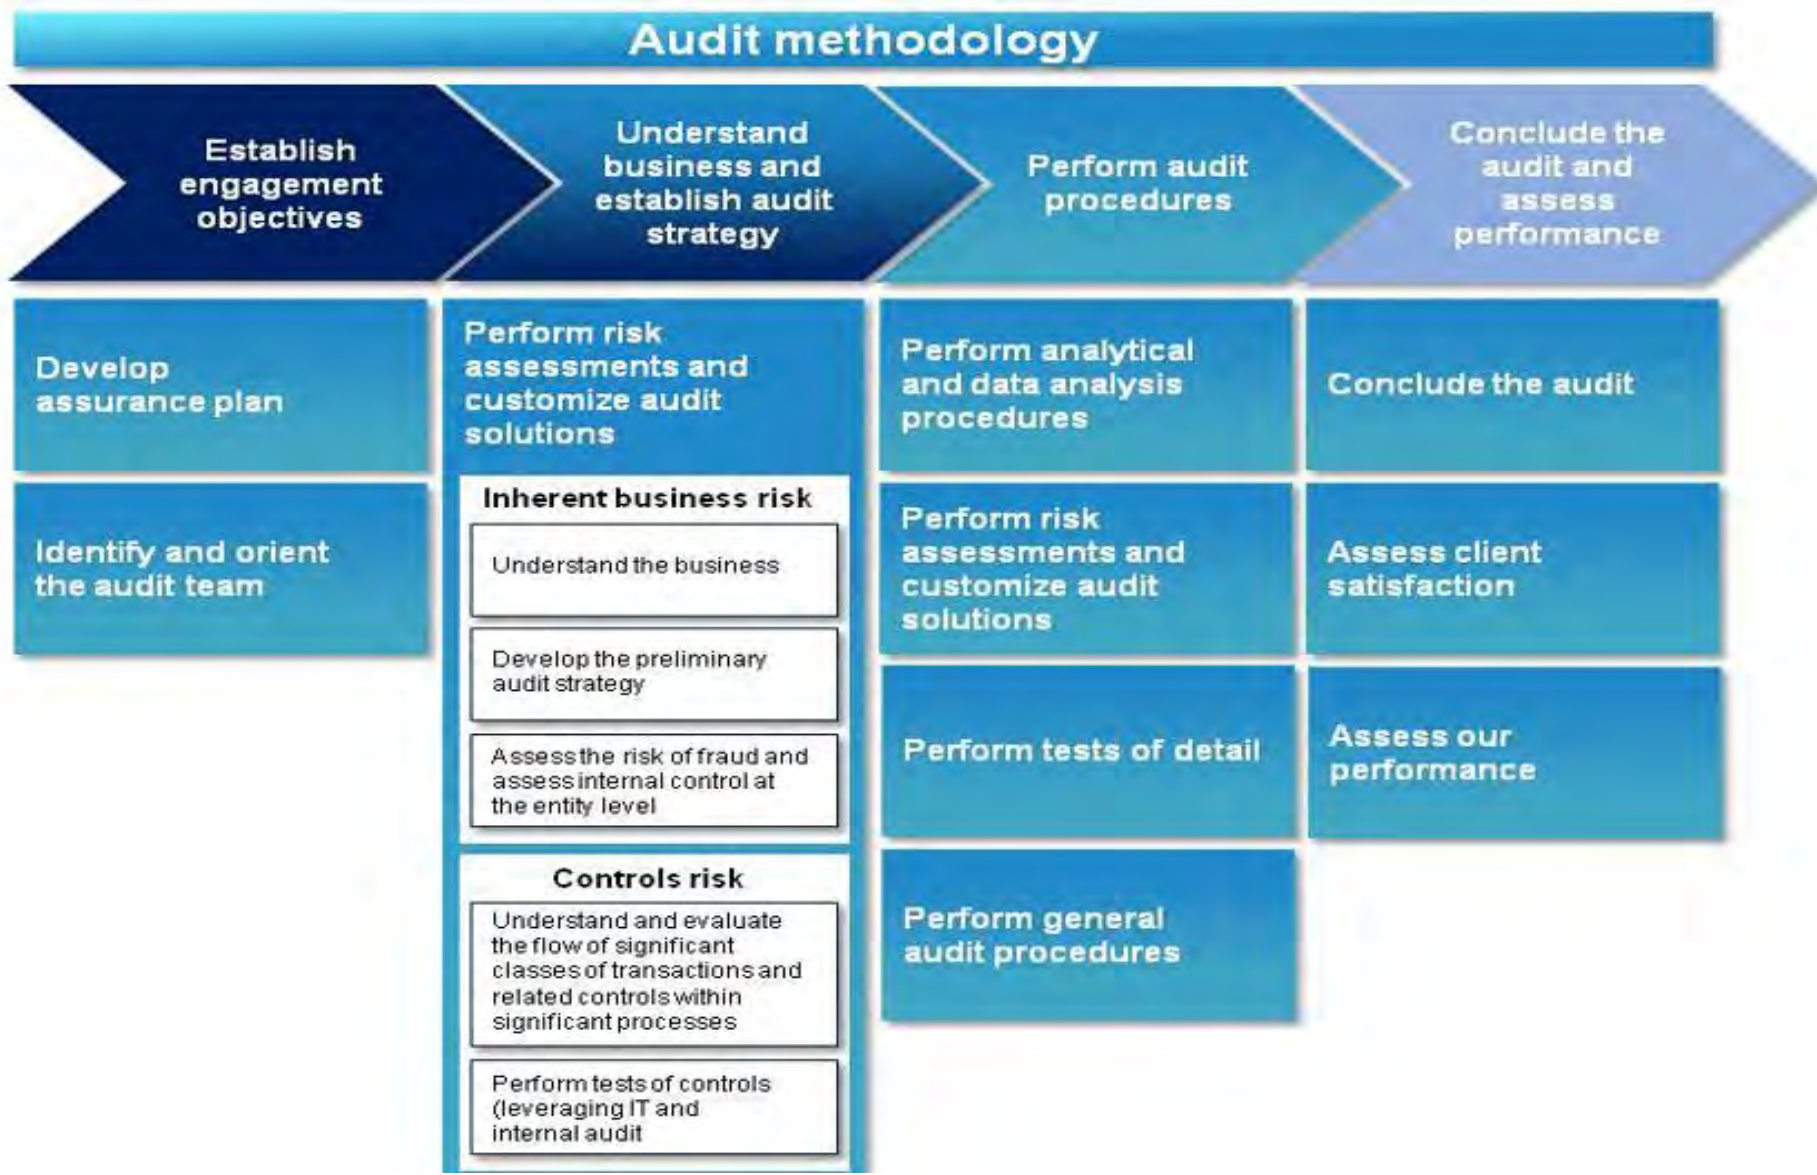 Audit methodology
Establish
engagement
objectives
Understand
business and
establish audit
strategy
Perform audit
procedures
Conclude the
audit and
assess
performance
Develop
assurance plan
Identify and orient
the audit team
Perform risk
assessments and
customize audit
solutions
Inherent business risk
Understand the business
Develop the preliminary
audit strategy
Assess the risk of fraud and
assess internal control at
the entity level
Controls risk
Understand and evaluate
the flow of significant
classes of transactions and
related controls within
significant processes
Perform tests of controls
(leveraging IT and
internal audit
Perform analytical
and data analysis
procedures
Perform risk
assessments and
customize audit
solutions
Perform tests of detail
Perform general
audit procedures
Conclude the audit
Assess client
satisfaction
Assess our
performance